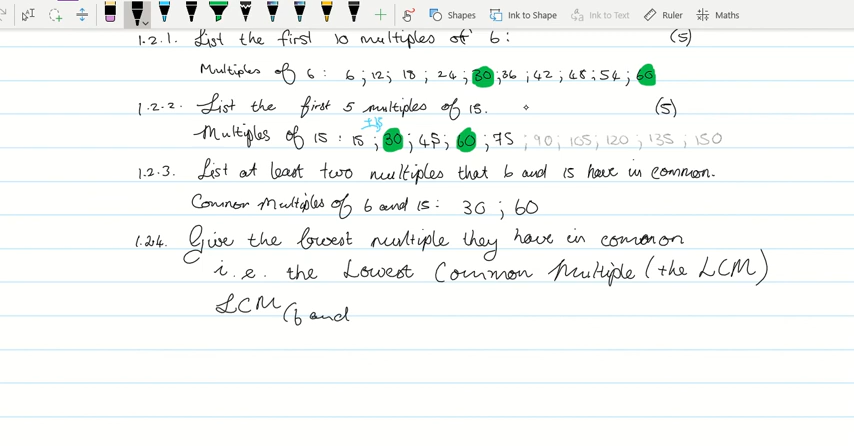 Shapes Ink to Shape Ink to Text Ruler Maths
1.2.1. List the first 10 multiples of 6: (5)
Multiples of 6: 6; 12; 18; 24; 30; 36; 42; 48; 54; 60
1.2.2. List the first 5 multiples of 15. (5)
+15
Multiples of 15: 15; 30; 45; 60; 75; 90; 105; 120; 135; 150
1.2.3. List at least two multiples that 6 and 15 have in common.
Common Multiples of 6 and 15: 30; 60
1.2.4. Give the lowest multiple they have in common
i.e. the Lowest Common Multiple (the LCM)
LCM (6 and